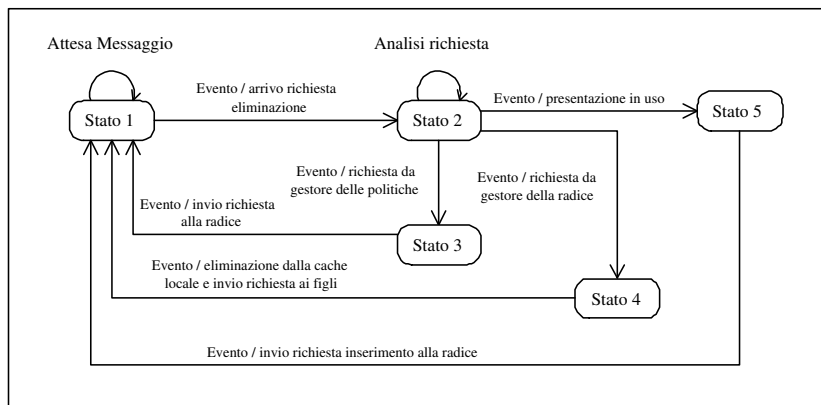 Attesa Messaggio
Analisi richiesta
Evento / arrivo richiesta
eliminazione
Evento / presentazione in uso
Stato 1
Stato 2
Stato 5
Evento / richiesta da
gestore delle politiche
Evento / richiesta da
gestore della radice
Evento / invio richiesta
alla radice
Stato 3
Evento / eliminazione dalla cache
locale e invio richiesta ai figli
Stato 4
Evento / invio richiesta inserimento alla radice